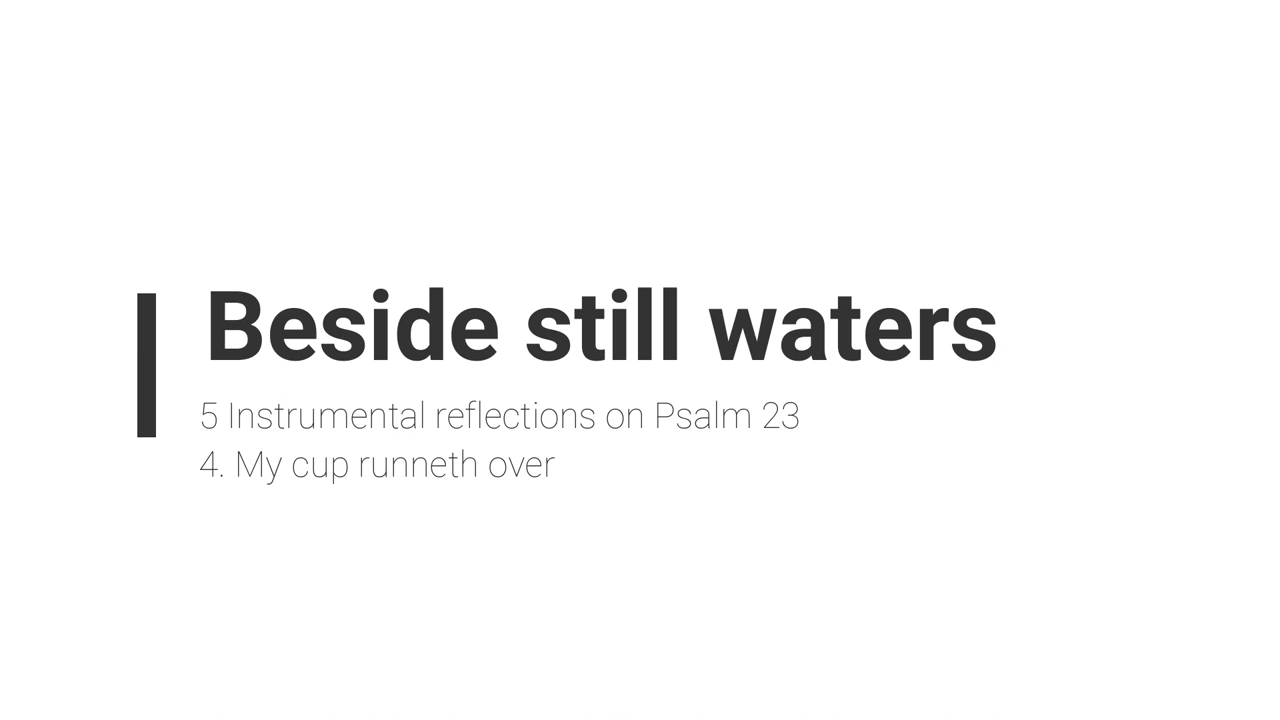 Beside still waters
5 Instrumental reflections on Psalm 23
4. My cup runneth over